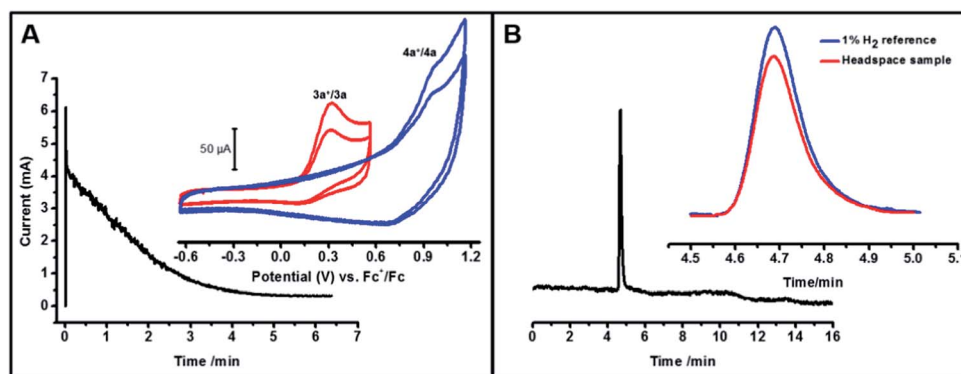 A
4a⁺/4a
3a⁺/3a
50 µA
Current (mA)
7
6
5
4
3
2
1
0
-0.6 -0.3 0.0 0.3 0.6 0.9 1.2
Potential (V) vs. Fc⁺/Fc
0 1 2 3 4 5 6 7
Time /min
B
1% H₂ reference
Headspace sample
4.5 4.6 4.7 4.8 4.9 5.0 5.1
Time/min
0 2 4 6 8 10 12 14 16
Time /min